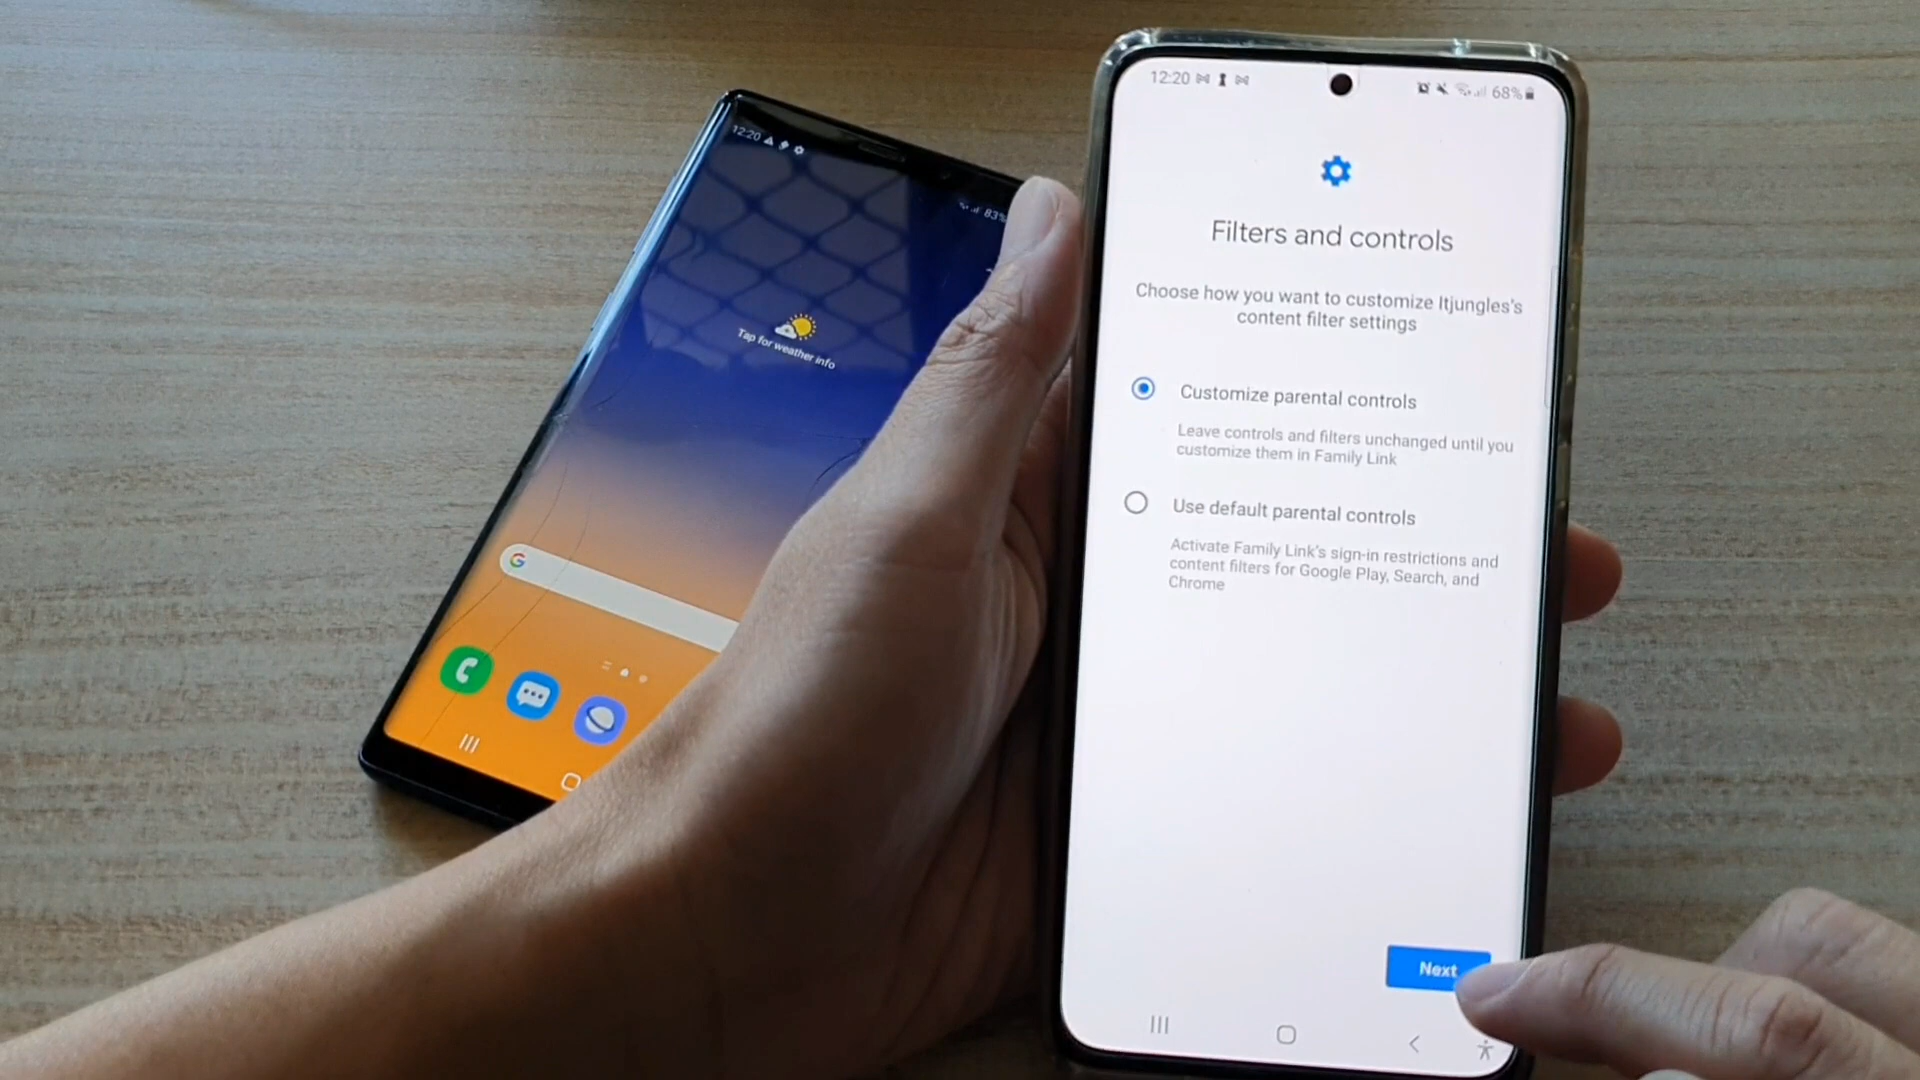 12:20
83%
Tap for weather info
G
12:20
68%
Filters and controls
Choose how you want to customize Itjungles's
content filter settings
Customize parental controls
Leave controls and filters unchanged until you
customize them in Family Link
Use default parental controls
Activate Family Link's sign-in restrictions and
content filters for Google Play, Search, and
Chrome
Next